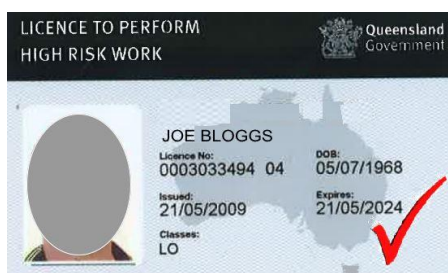 LICENCE TO PERFORM
HIGH RISK WORK
Queensland
Government
JOE BLOGGS
Licence No:
0003033494 04
DOB:
05/07/1968
Issued:
21/05/2009
Expires:
21/05/2024
Classes:
LO